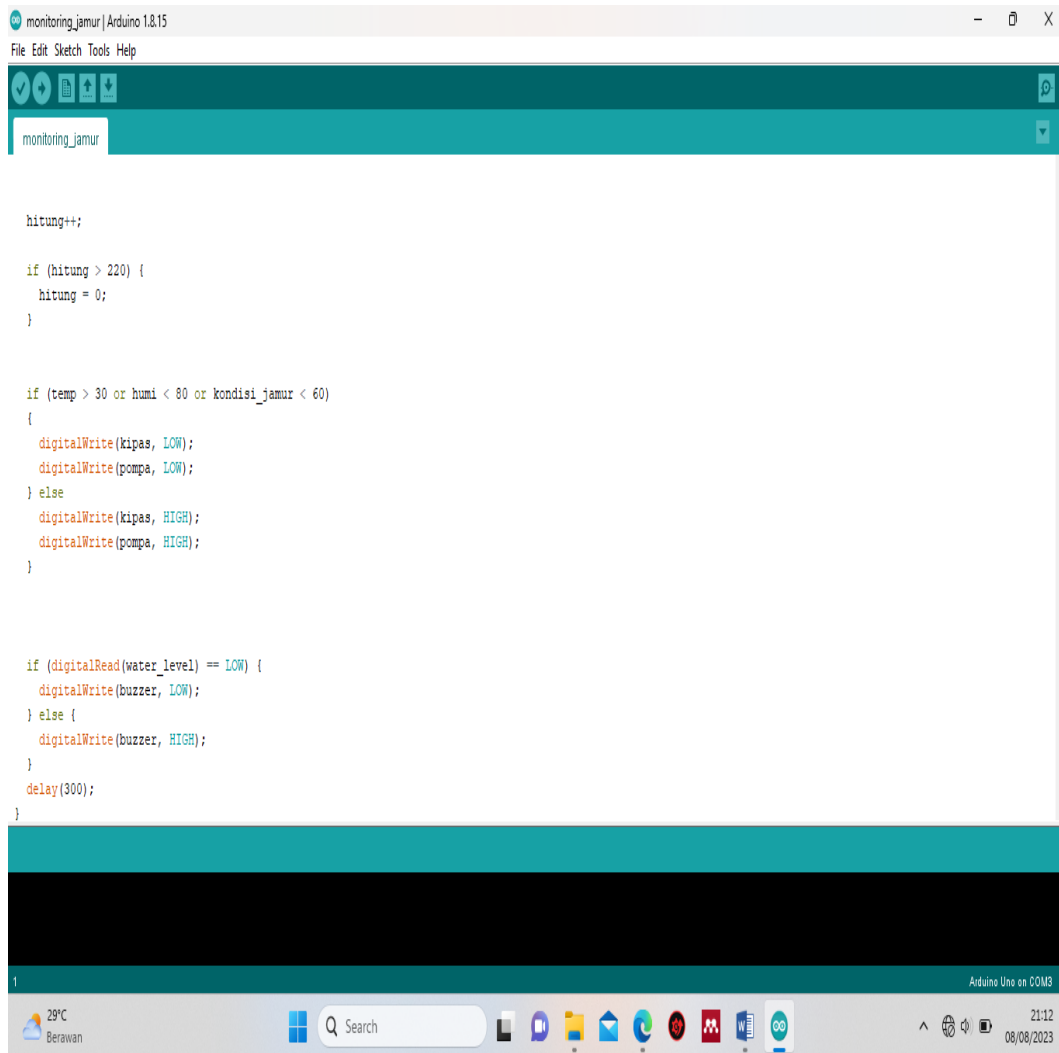 monitoring_jamur | Arduino 1.8.15
File Edit Sketch Tools Help
monitoring_jamur
hitung++;
if (hitung > 220) {
hitung = 0;
}
if (temp > 30 or humi < 80 or kondisi_jamur < 60)
{
digitalWrite(kipas, LOW);
digitalWrite(pompa, LOW);
} else
digitalWrite(kipas, HIGH);
digitalWrite(pompa, HIGH);
}
if (digitalRead(water_level) == LOW) {
digitalWrite(buzzer, LOW);
} else {
digitalWrite(buzzer, HIGH);
}
delay(300);
}
1
Arduino Uno on COM3
29°C
Berawan
Search
21:12
08/08/2023